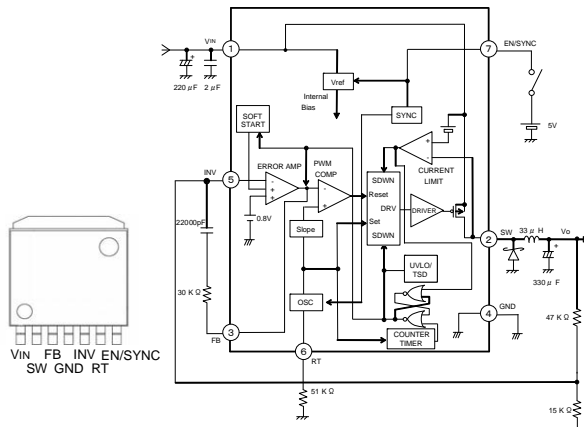 VIN
1
7
EN/SYNC
+
220 μF
2 μF
Vref
Internal
Bias
SYNC
SOFT
START
5V
+
-
CURRENT
LIMIT
INV
5
ERROR AMP
PWM
COMP
-
+
+
-
+
SDWN
Reset
DRV
Set
SDWN
DRIVER
0.8V
22000pF
Slope
2
SW
33 μ H
Vo
+
330 μF
UVLO/
TSD
30 K Ω
OSC
4
GND
47 K Ω
3
FB
COUNTER
TIMER
6
RT
51 K Ω
15 K Ω
VIN FB INV EN/SYNC
SW GND RT